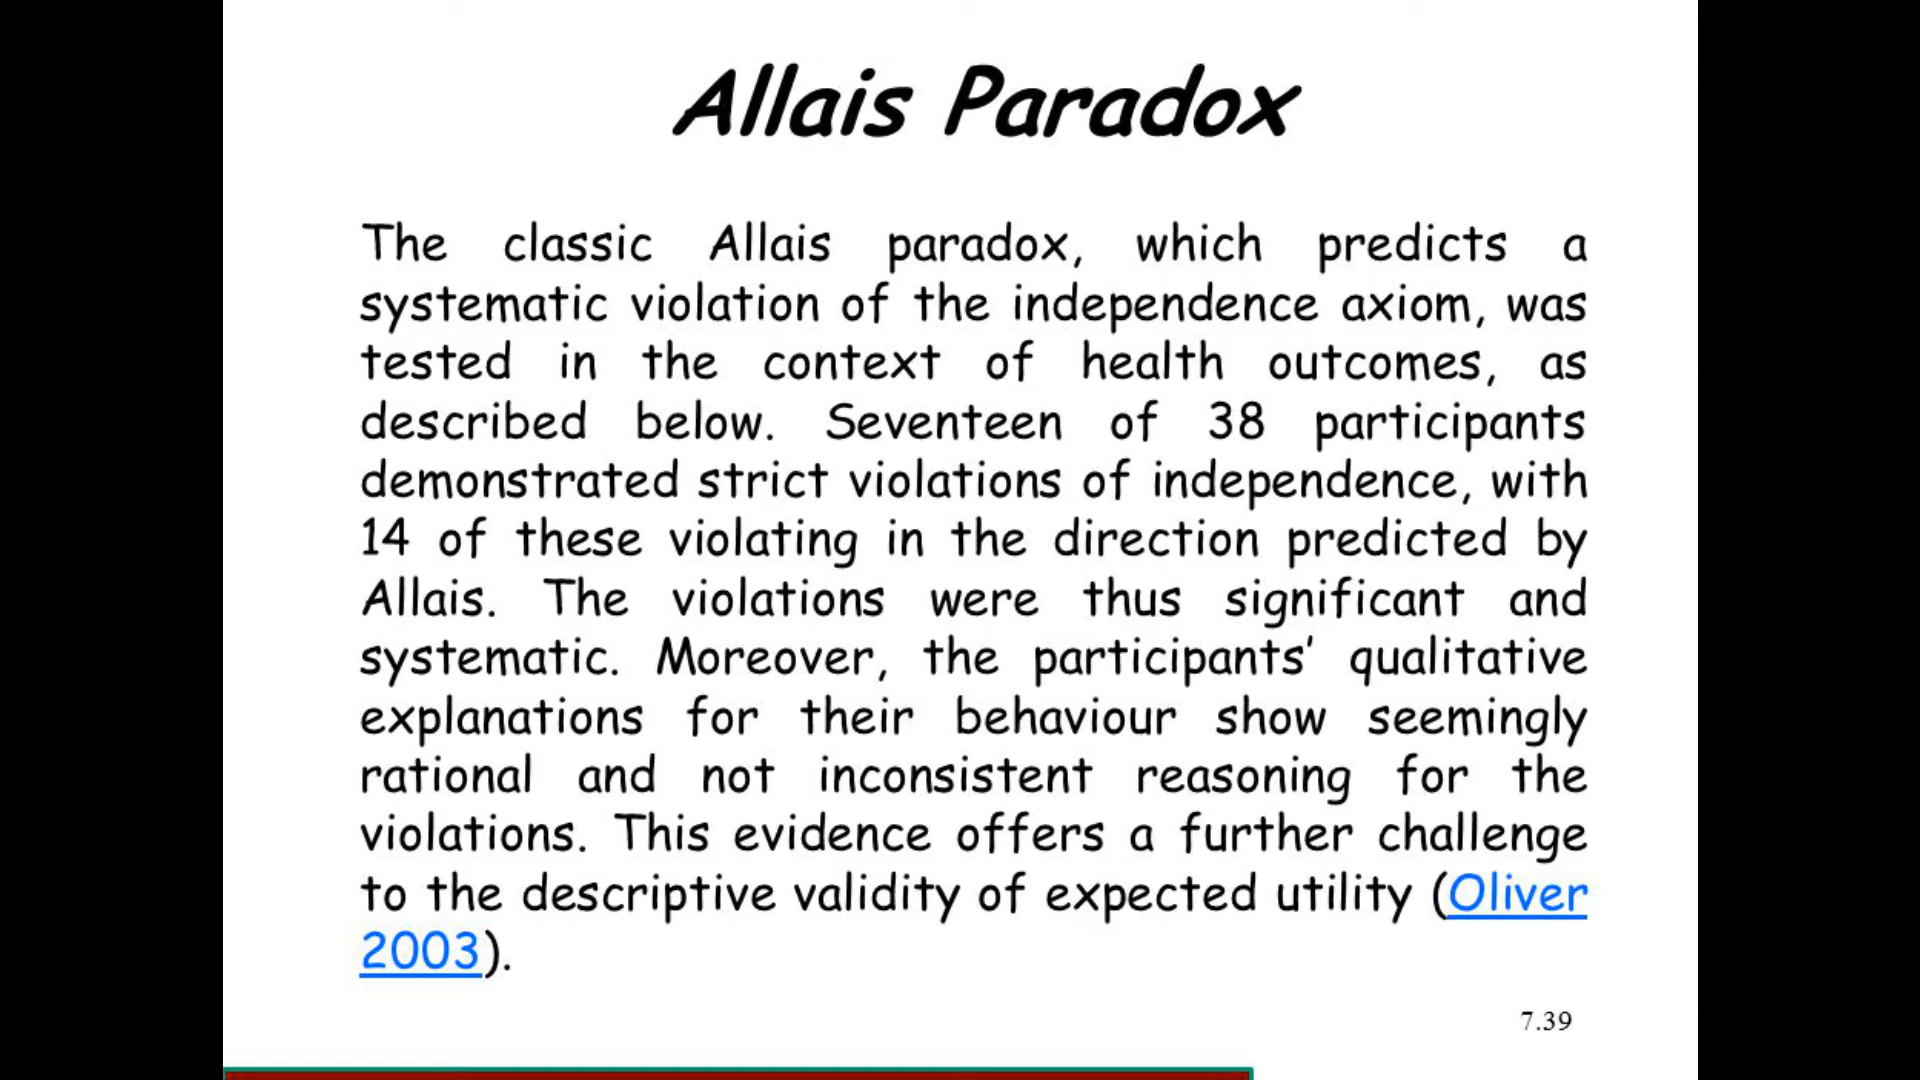 Allais Paradox
The classic Allais paradox, which predicts a
systematic violation of the independence axiom, was
tested in the context of health outcomes, as
described below. Seventeen of 38 participants
demonstrated strict violations of independence, with
14 of these violating in the direction predicted by
Allais. The violations were thus significant and
systematic. Moreover, the participants’ qualitative
explanations for their behaviour show seemingly
rational and not inconsistent reasoning for the
violations. This evidence offers a further challenge
to the descriptive validity of expected utility (Oliver
2003).
7.39